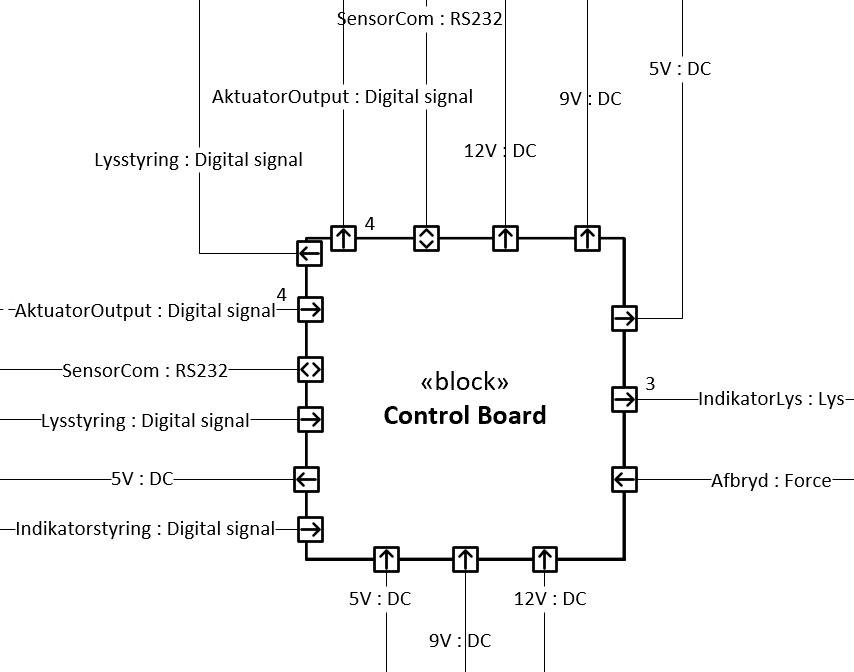 SensorCom : RS232
5V : DC
AktuatorOutput : Digital signal
9V : DC
12V : DC
Lysstyring : Digital signal
4
4
AktuatorOutput : Digital signal
SensorCom : RS232
«block»
3
IndikatorLys : Lys
Control Board
Lysstyring : Digital signal
5V : DC
Afbryd : Force
Indikatorstyring : Digital signal
5V : DC
12V : DC
9V : DC